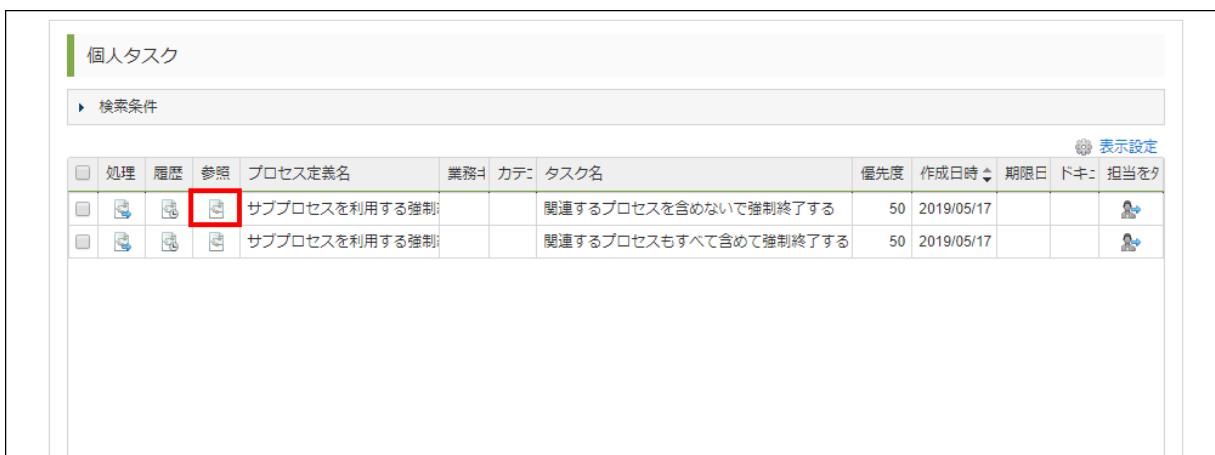 個人タスク
検索条件
表示設定
処理 履歴 参照 プロセス定義名 業務 カテ タスク名 優先度 作成日時 期限日 ドキ 担当を
サブプロセスを利用する強制 関連するプロセスを含めないで強制終了する 50 2019/05/17
サブプロセスを利用する強制 関連するプロセスもすべて含めて強制終了する 50 2019/05/17